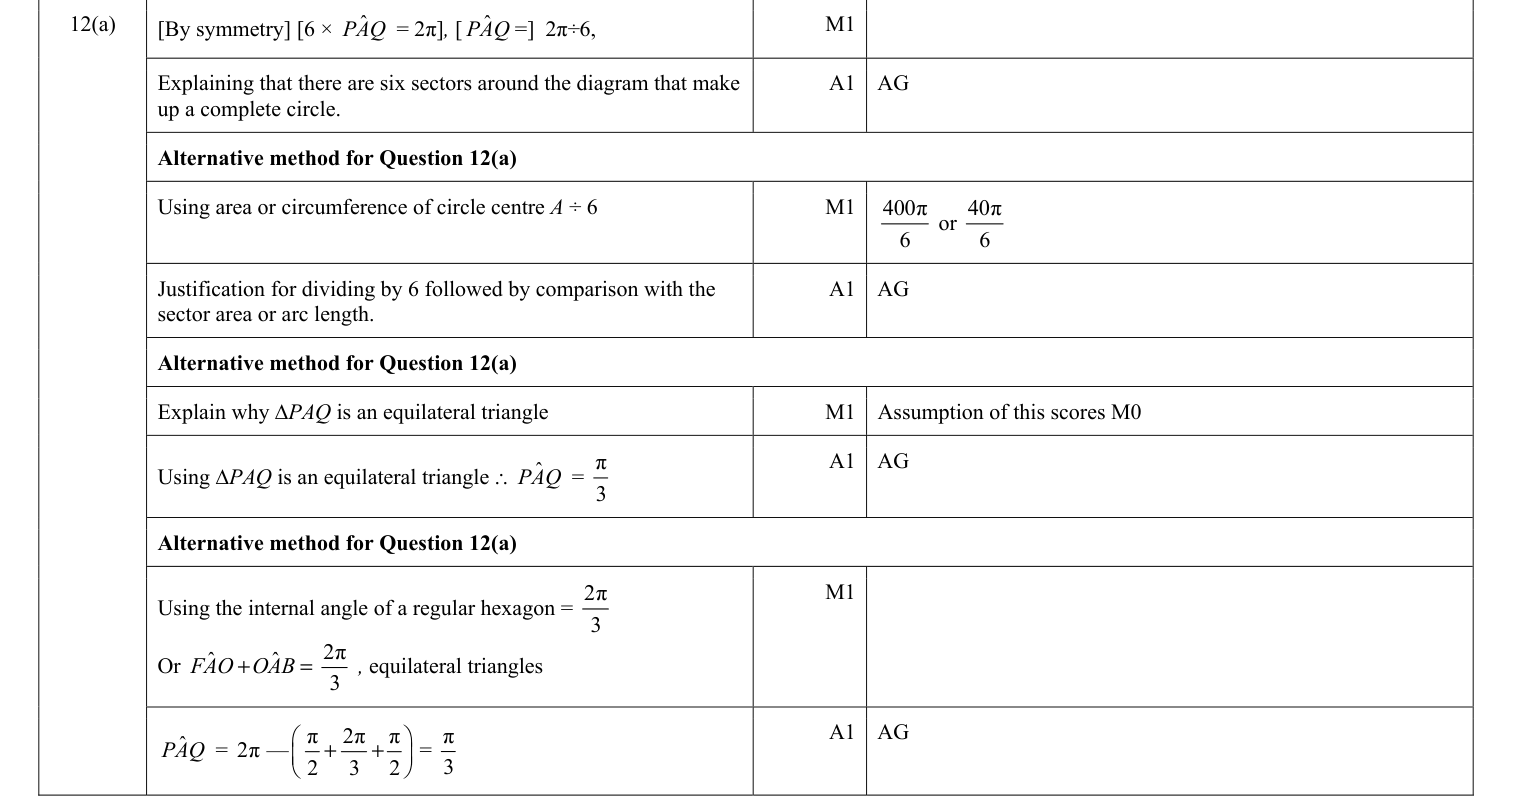 12(a) [By symmetry] [6 × PÂQ = 2π], [PÂQ =] 2π÷6, M1
Explaining that there are six sectors around the diagram that make A1 AG
up a complete circle.
Alternative method for Question 12(a)
Using area or circumference of circle centre A ÷ 6 M1 400π/6 or 40π/6
Justification for dividing by 6 followed by comparison with the A1 AG
sector area or arc length.
Alternative method for Question 12(a)
Explain why ΔPAQ is an equilateral triangle M1 Assumption of this scores M0
Using ΔPAQ is an equilateral triangle ∴ PÂQ = π/3 A1 AG
Alternative method for Question 12(a)
Using the internal angle of a regular hexagon = 2π/3 M1
Or FÂO + OÂB = 2π/3 , equilateral triangles
PÂQ = 2π — (π/2 + 2π/3 + π/2) = π/3 A1 AG